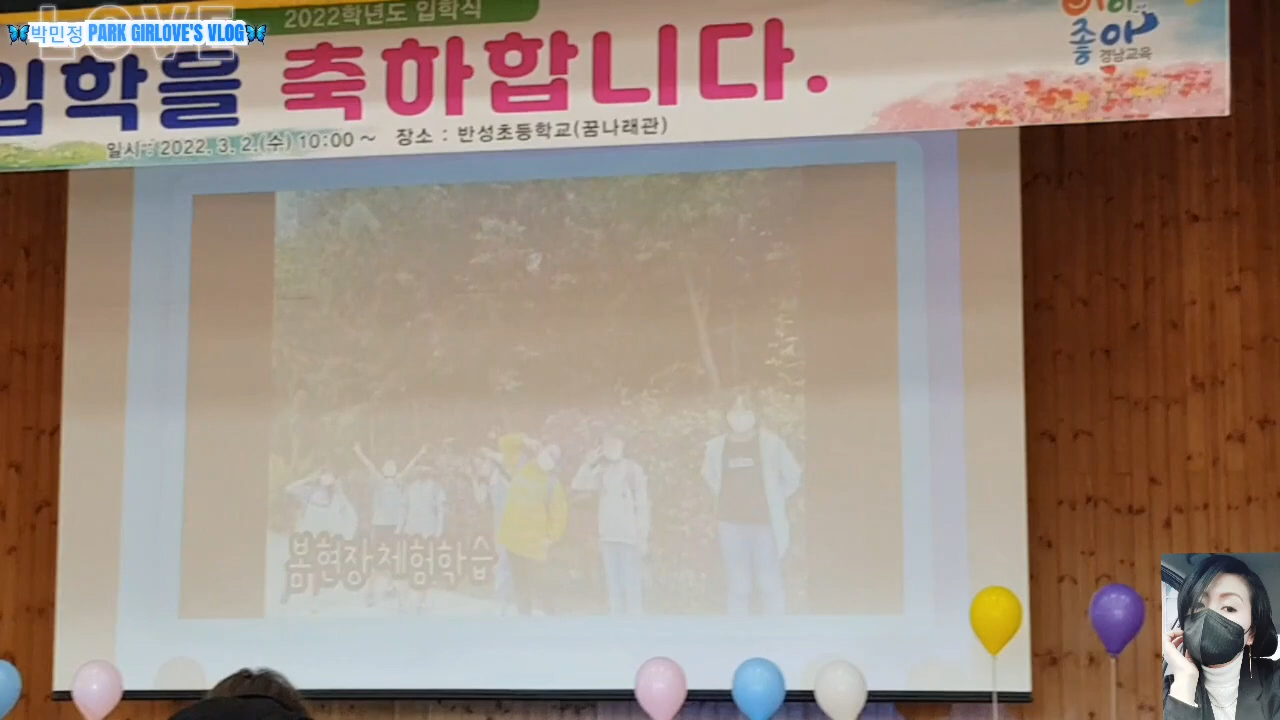 박민정 PARK GIRLOVE'S VLOG
LOVE
2022학년도 입학식
입학을 축하합니다.
일시 : 2022. 3. 2.(수) 10:00 ~ 장소 : 반성초등학교(꿈나래관)
아이
좋아
경남교육
봄현장체험학습